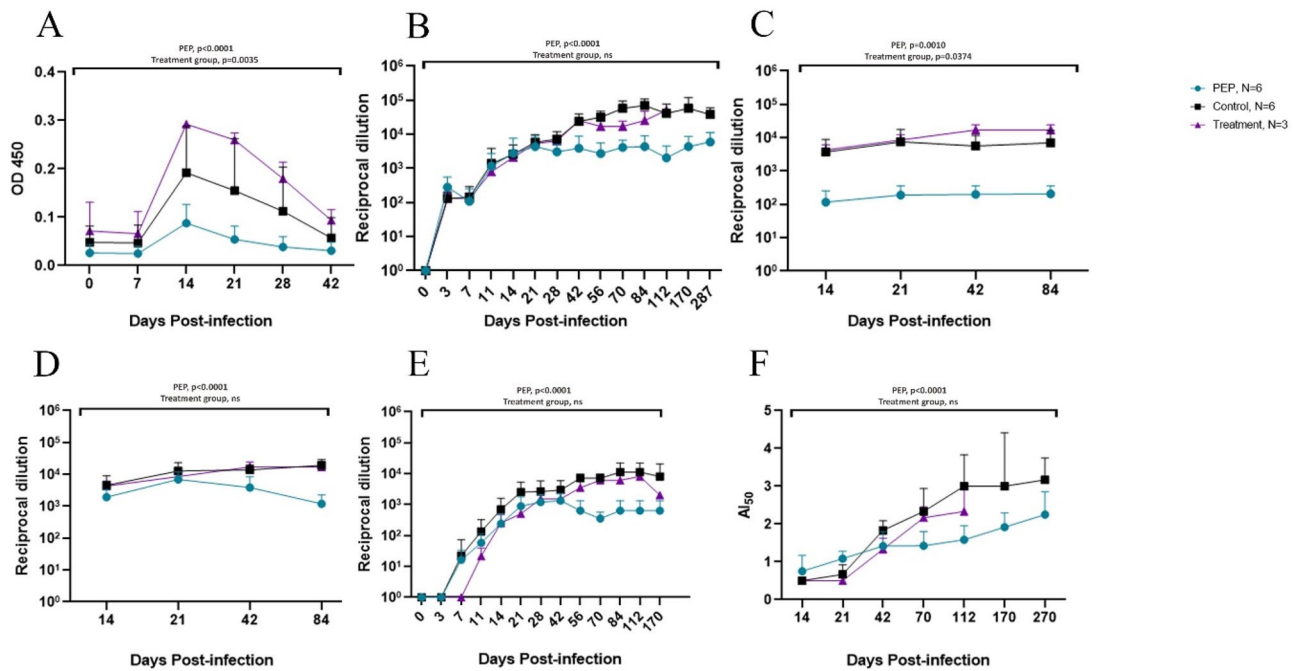 A
PEP, p<0.0001
Treatment group, p=0.0035
OD 450
0.4
0.3
0.2
0.1
0.0
0 7 14 21 28 42
Days Post-infection
B
PEP, p<0.0001
Treatment group, ns
Reciprocal dilution
10⁶
10⁵
10⁴
10³
10²
10¹
10⁰
0 3 7 11 14 21 28 42 56 70 84 112 170 287
Days Post-infection
C
PEP, p=0.0010
Treatment group, p=0.0374
Reciprocal dilution
10⁶
10⁵
10⁴
10³
10²
10¹
10⁰
14 21 42 84
Days Post-infection
PEP, N=6
Control, N=6
Treatment, N=3
D
PEP, p<0.0001
Treatment group, ns
Reciprocal dilution
10⁶
10⁵
10⁴
10³
10²
10¹
10⁰
14 21 42 84
Days Post-infection
E
PEP, p<0.0001
Treatment group, ns
Reciprocal dilution
10⁶
10⁵
10⁴
10³
10²
10¹
10⁰
0 3 7 11 14 21 28 42 56 70 84 112 170
Days Post-infection
F
PEP, p<0.0001
Treatment group, ns
AI₅₀
5
4
3
2
1
0
14 21 42 70 112 170 270
Days Post-infection